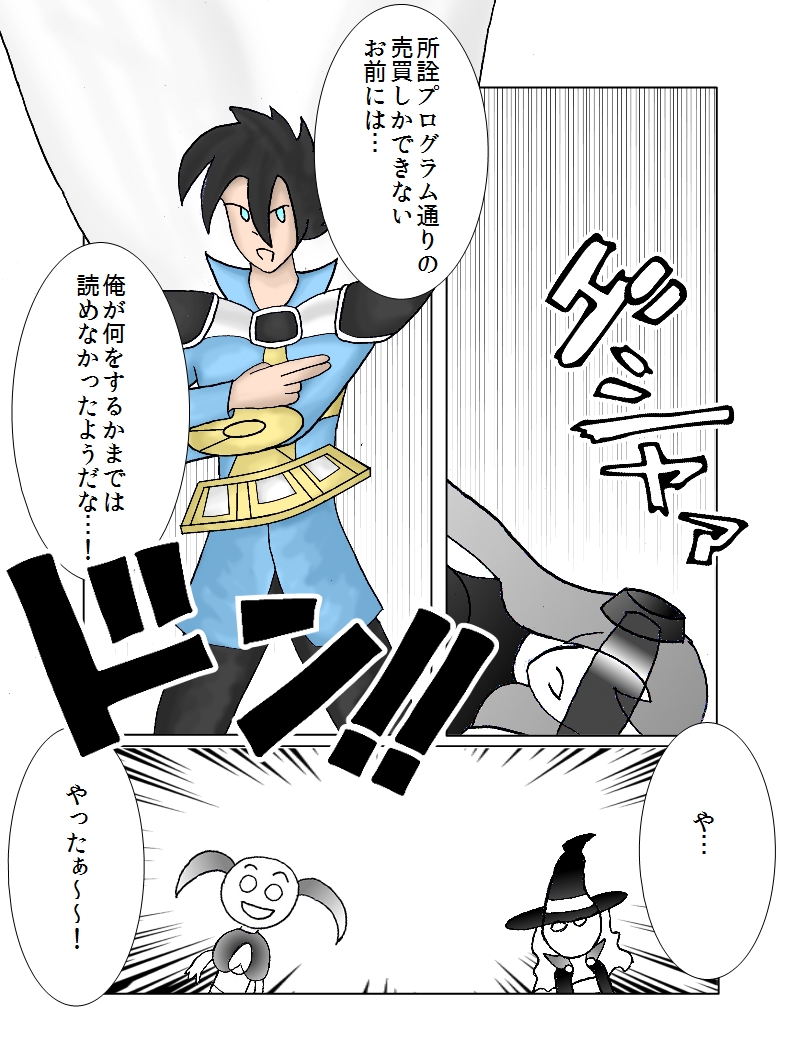 グシャァ
所詮プログラム通りの
売買しかできない
お前には…
俺が何をするかまでは
読めなかったようだな…!
ドン!!
や…
やったぁ〜〜!